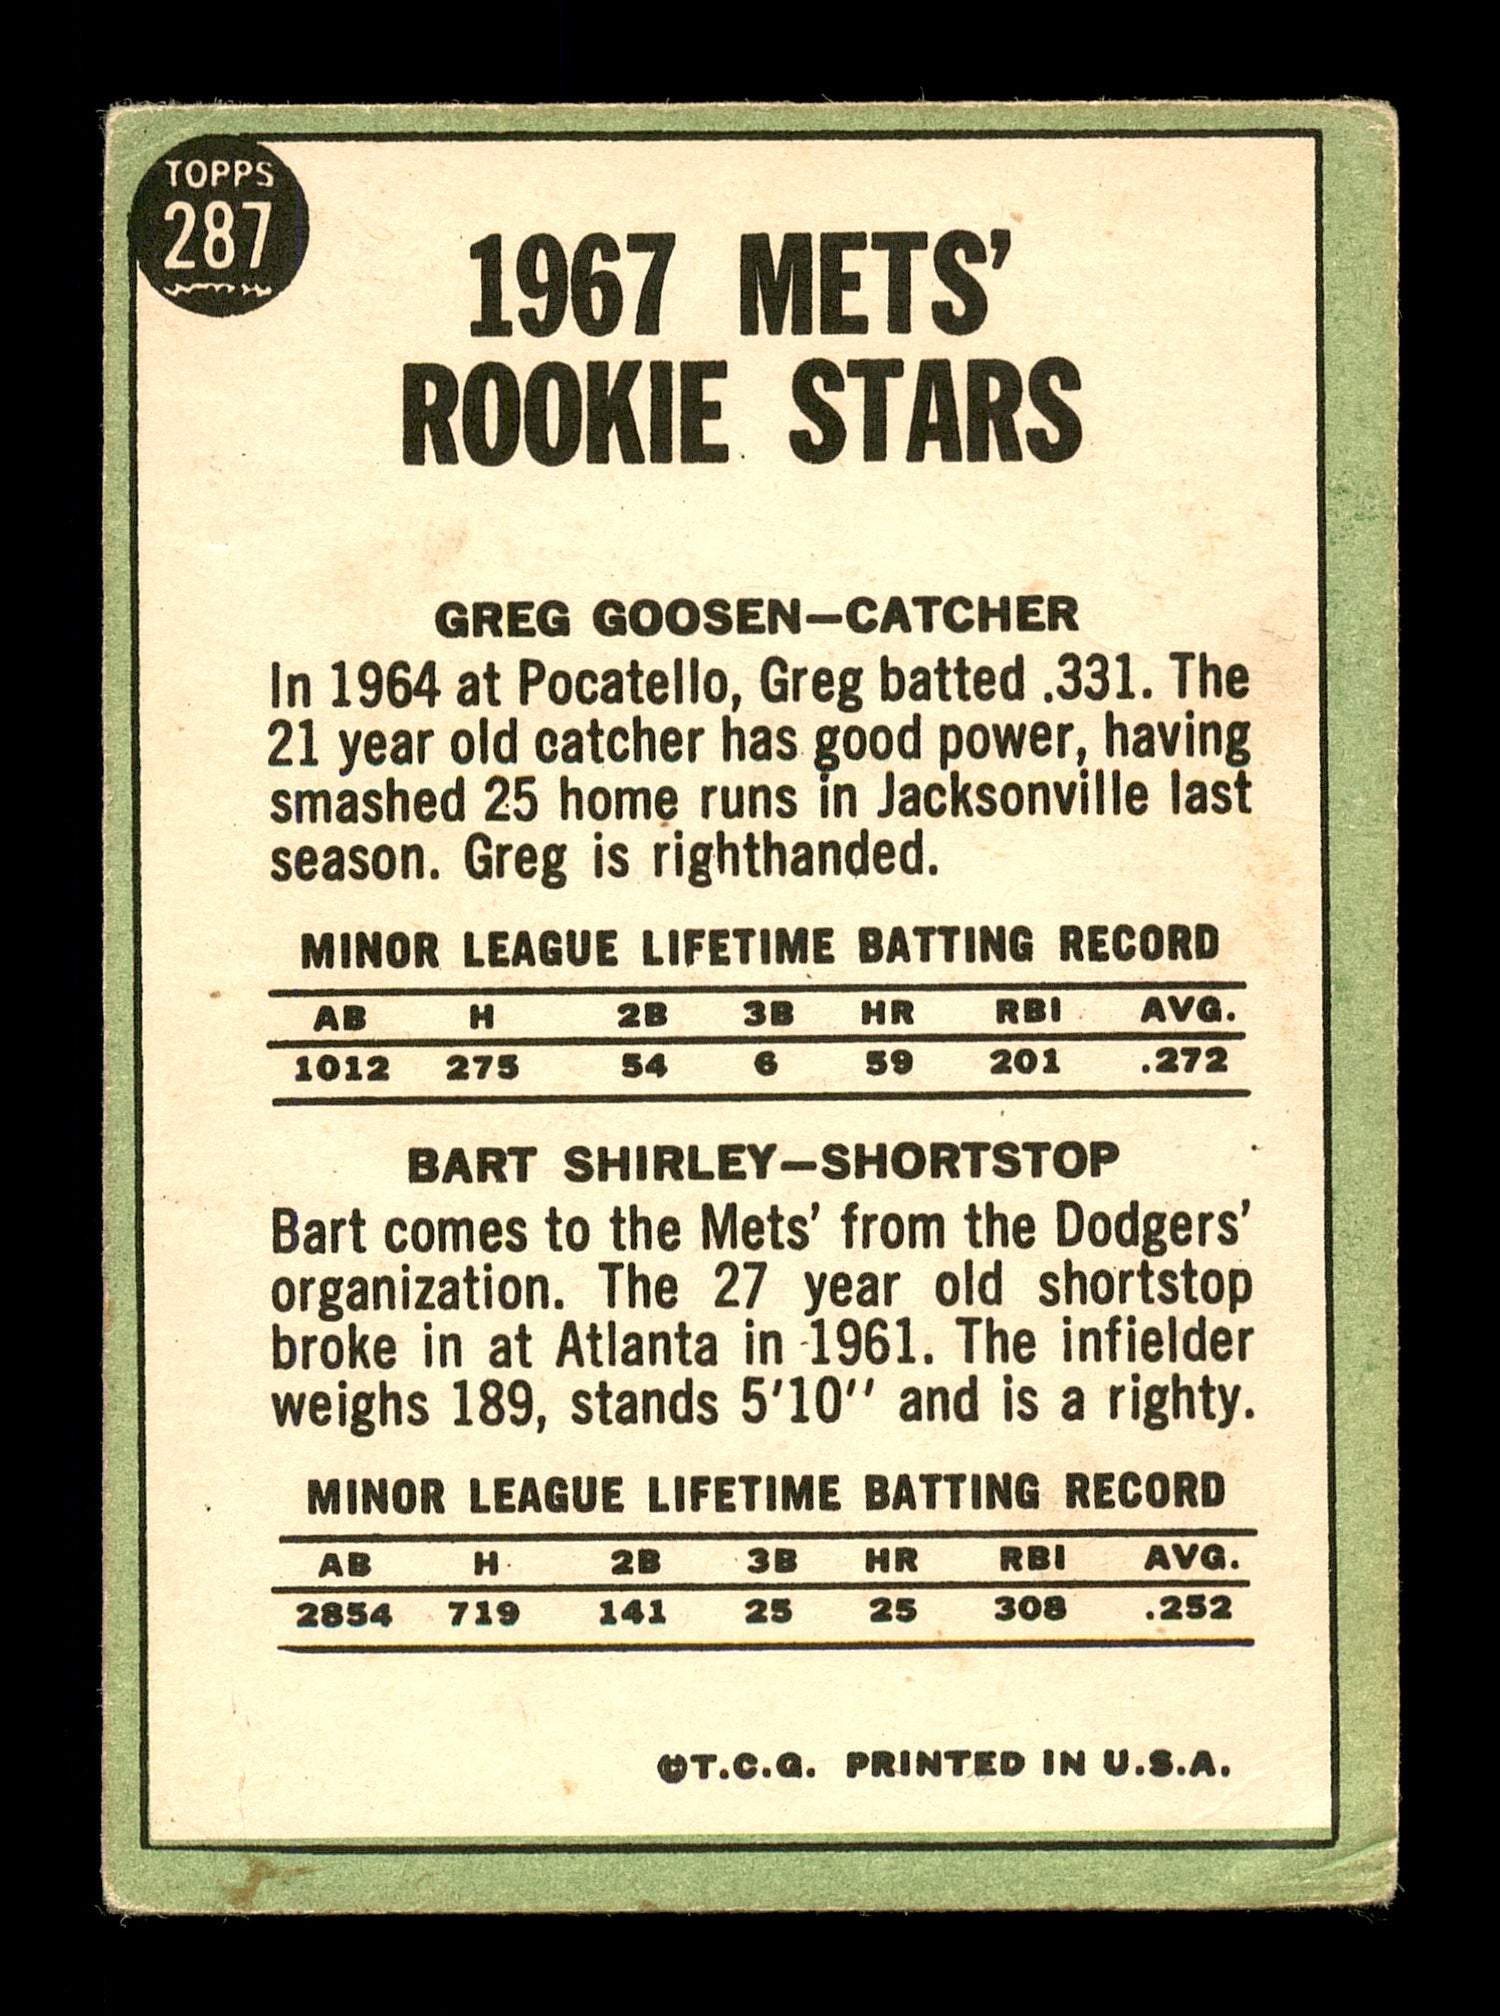 TOPPS
287
1967 METS'
ROOKIE STARS
GREG GOOSEN—CATCHER
In 1964 at Pocatello, Greg batted .331. The
21 year old catcher has good power, having
smashed 25 home runs in Jacksonville last
season. Greg is righthanded.
MINOR LEAGUE LIFETIME BATTING RECORD
AB H 2B 3B HR RBI AVG.
1012 275 54 6 59 201 .272
BART SHIRLEY—SHORTSTOP
Bart comes to the Mets' from the Dodgers'
organization. The 27 year old shortstop
broke in at Atlanta in 1961. The infielder
weighs 189, stands 5'10'' and is a righty.
MINOR LEAGUE LIFETIME BATTING RECORD
AB H 2B 3B HR RBI AVG.
2854 719 141 25 25 308 .252
©T.C.G. PRINTED IN U.S.A.